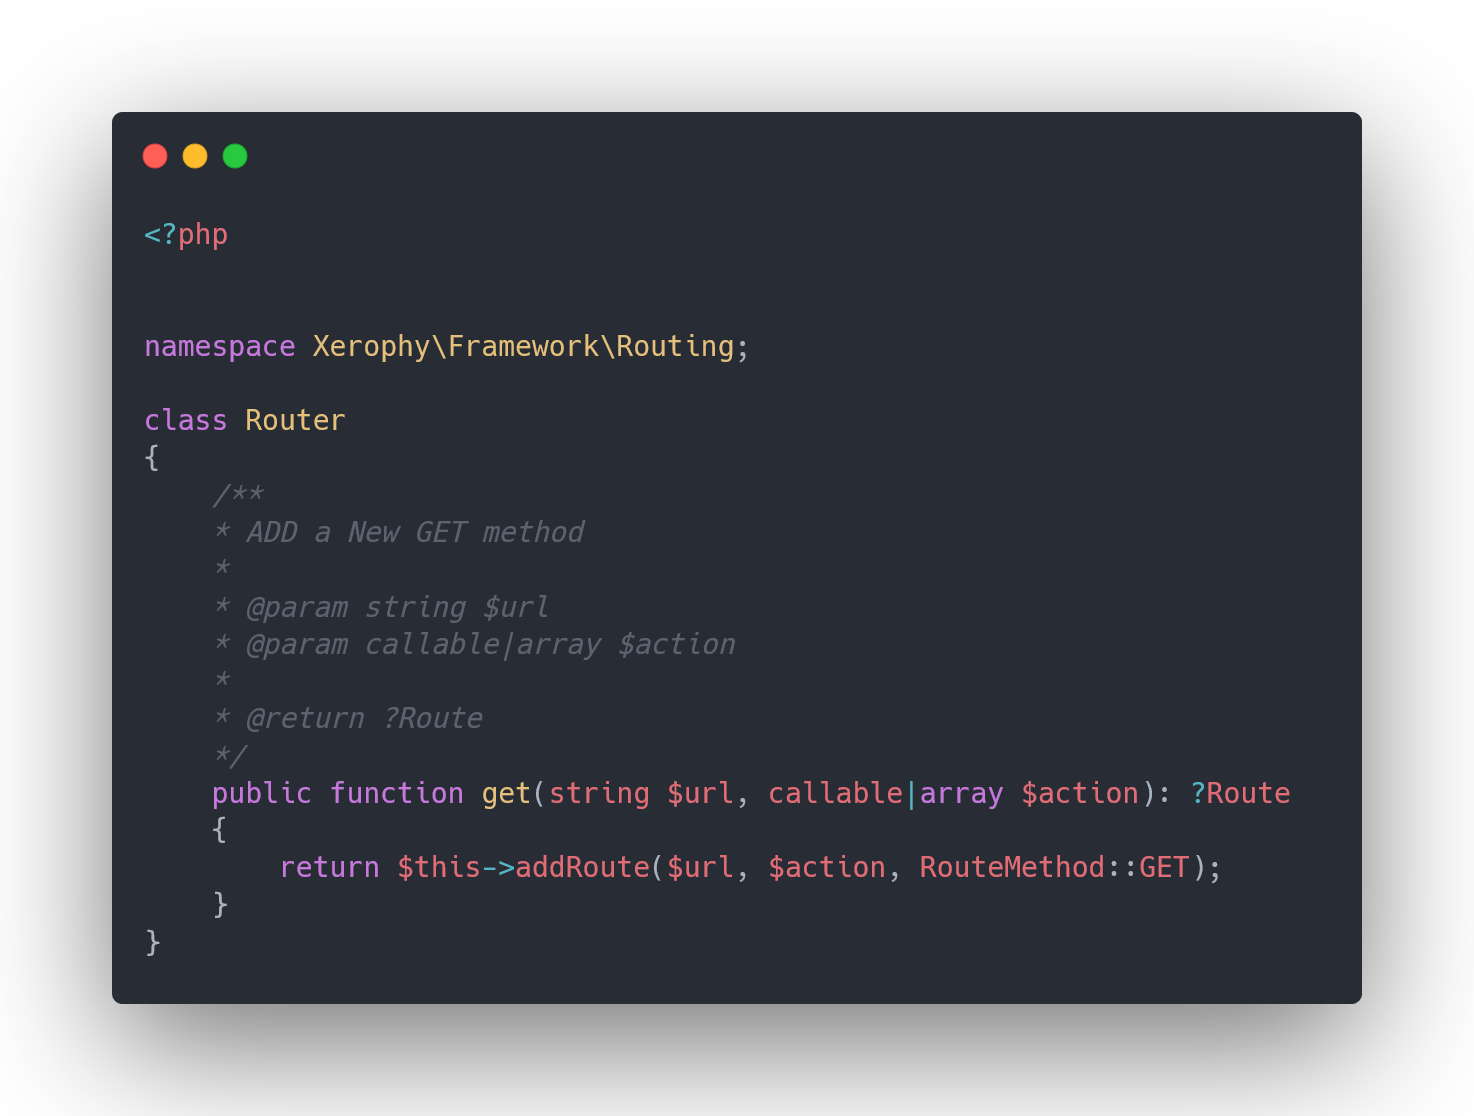 <?php
namespace Xerophy\Framework\Routing;
class Router
{
/**
* ADD a New GET method
*
* @param string $url
* @param callable|array $action
*
* @return ?Route
*/
public function get(string $url, callable|array $action): ?Route
{
return $this->addRoute($url, $action, RouteMethod::GET);
}
}